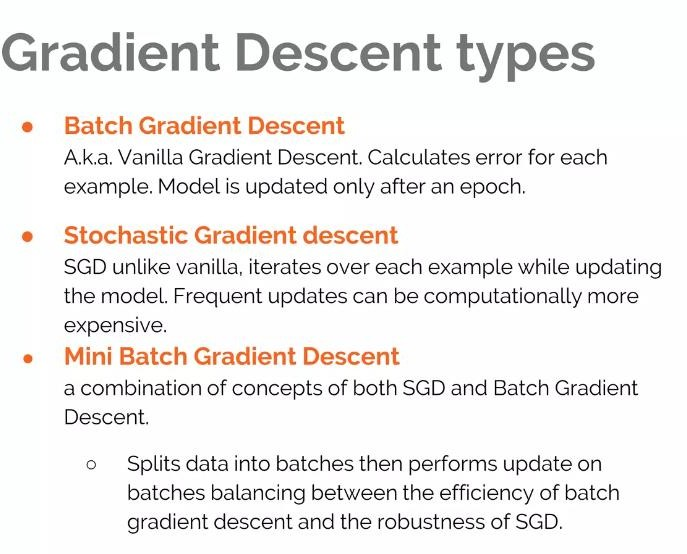 Gradient Descent types
● Batch Gradient Descent
A.k.a. Vanilla Gradient Descent. Calculates error for each
example. Model is updated only after an epoch.
● Stochastic Gradient descent
SGD unlike vanilla, iterates over each example while updating
the model. Frequent updates can be computationally more
expensive.
● Mini Batch Gradient Descent
a combination of concepts of both SGD and Batch Gradient
Descent.
○ Splits data into batches then performs update on
batches balancing between the efficiency of batch
gradient descent and the robustness of SGD.